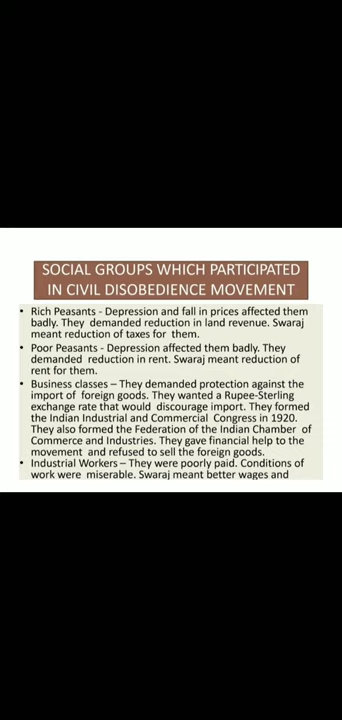 SOCIAL GROUPS WHICH PARTICIPATED
IN CIVIL DISOBEDIENCE MOVEMENT
• Rich Peasants - Depression and fall in prices affected them
badly. They demanded reduction in land revenue. Swaraj
meant reduction of taxes for them.
• Poor Peasants - Depression affected them badly. They
demanded reduction in rent. Swaraj meant reduction of
rent for them.
• Business classes – They demanded protection against the
import of foreign goods. They wanted a Rupee-Sterling
exchange rate that would discourage import. They formed
the Indian Industrial and Commercial Congress in 1920.
They also formed the Federation of the Indian Chamber of
Commerce and Industries. They gave financial help to the
movement and refused to sell the foreign goods.
• Industrial Workers – They were poorly paid. Conditions of
work were miserable. Swaraj meant better wages and